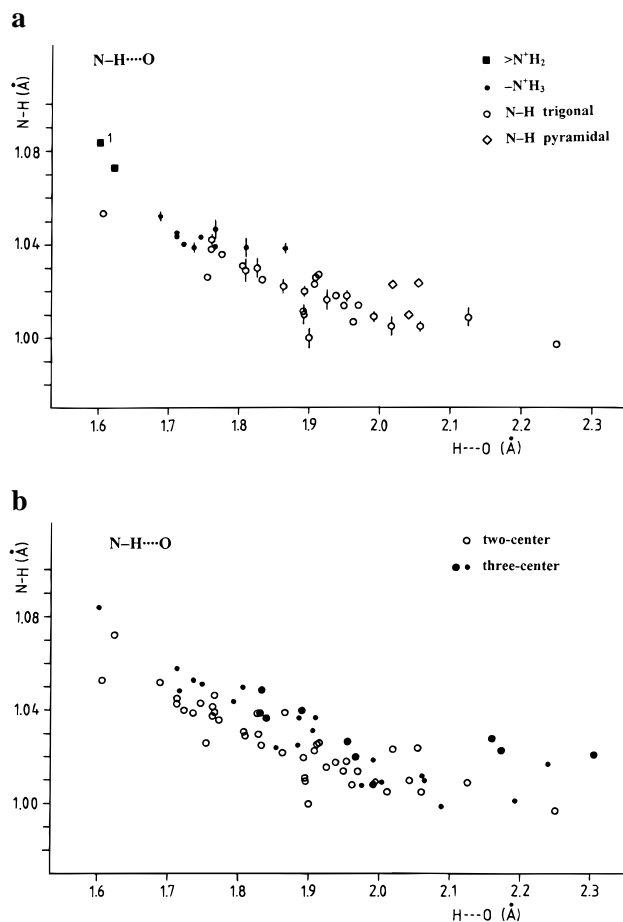 a
N–H····O
■ >N⁺H₂
• –N⁺H₃
○ N–H trigonal
◇ N–H pyramidal
N–H (Å)
1
1.08
1.04
1.00
1.6 1.7 1.8 1.9 2.0 2.1 2.2 2.3
H---O (Å)
b
N–H····O
○ two-center
●• three-center
N–H (Å)
1.08
1.04
1.00
1.6 1.7 1.8 1.9 2.0 2.1 2.2 2.3
H---O (Å)